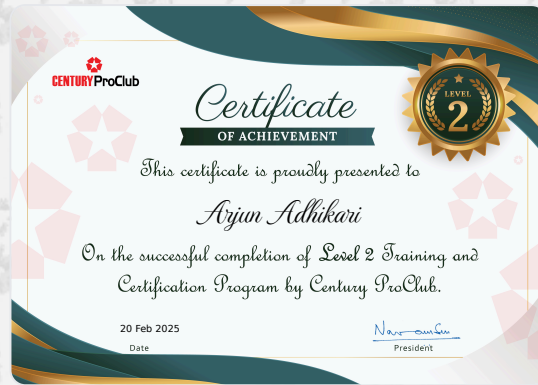 CENTURY ProClub
LEVEL
2
Certificate
OF ACHIEVEMENT
This certificate is proudly presented to
Arjun Adhikari
On the successful completion of Level 2 Training and
Certification Program by Century ProClub.
20 Feb 2025
Date
President